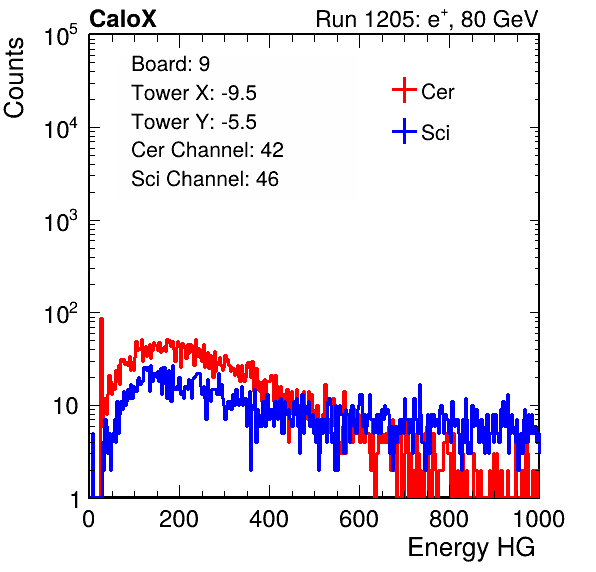 CaloX Run 1205: e⁺, 80 GeV
Counts
Board: 9
Tower X: -9.5
Tower Y: -5.5
Cer Channel: 42
Sci Channel: 46
Cer
Sci
10⁵
10⁴
10³
10²
10
1
0 200 400 600 800 1000
Energy HG